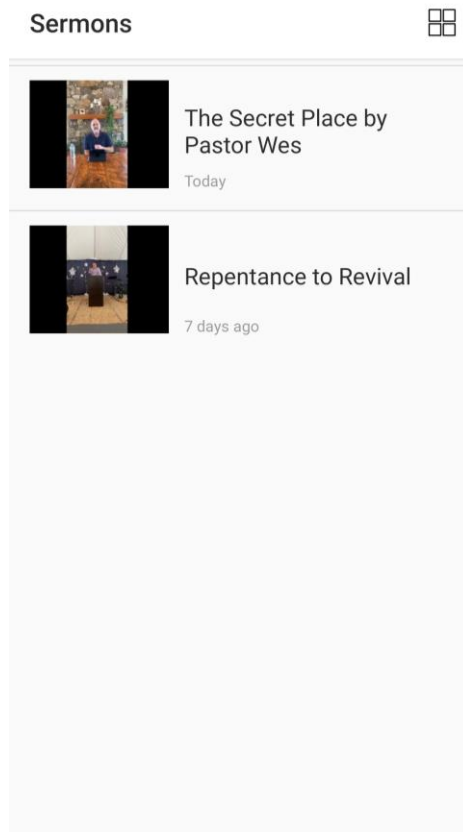 Sermons
The Secret Place by
Pastor Wes
Today
Repentance to Revival
7 days ago